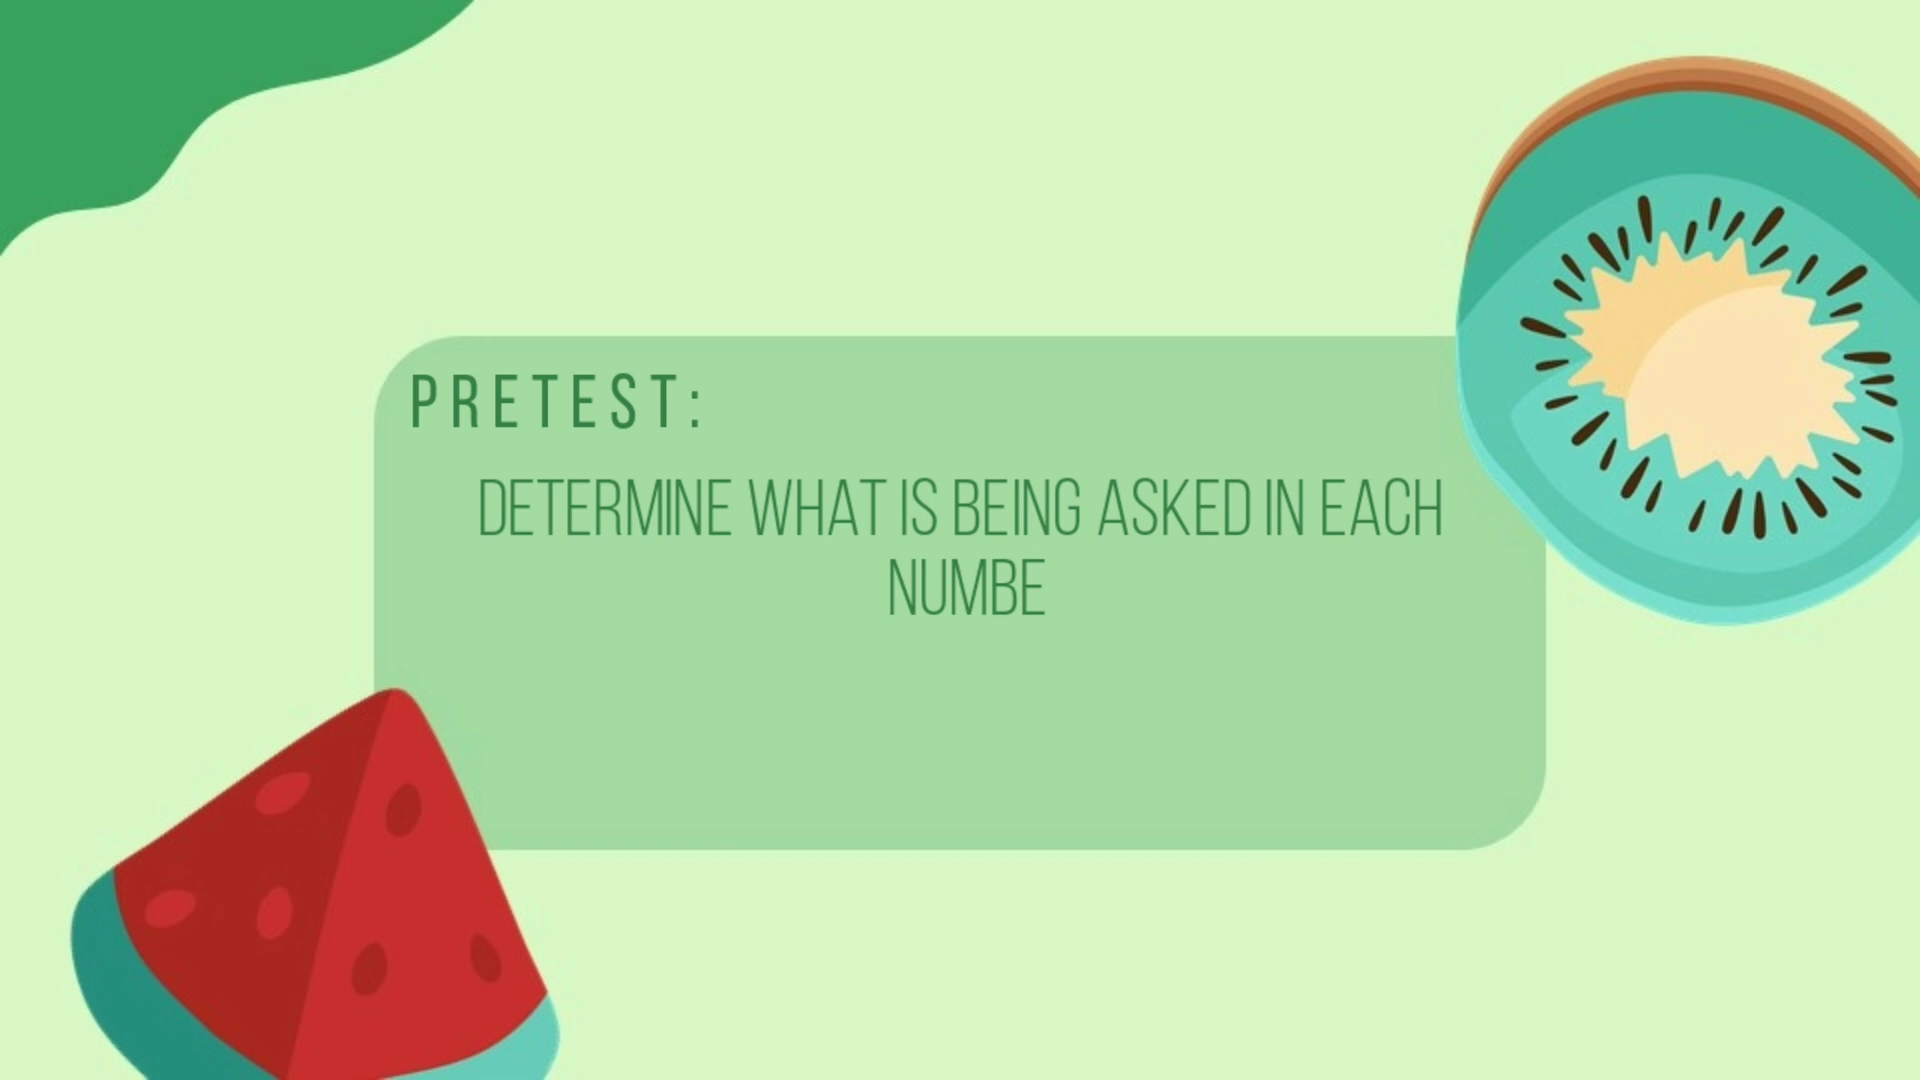 PRETEST:
DETERMINE WHAT IS BEING ASKED IN EACH
NUMBE